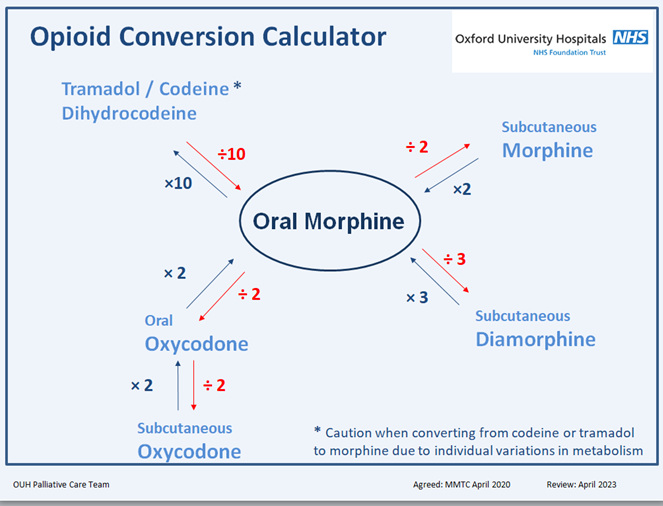 Opioid Conversion Calculator
Oxford University Hospitals NHS
NHS Foundation Trust
Tramadol / Codeine *
Dihydrocodeine
÷10
×10
÷ 2
×2
Subcutaneous
Morphine
Oral Morphine
× 2
÷ 2
÷ 3
× 3
Oral
Oxycodone
Subcutaneous
Diamorphine
× 2
÷ 2
Subcutaneous
Oxycodone
* Caution when converting from codeine or tramadol
to morphine due to individual variations in metabolism
OUH Palliative Care Team
Agreed: MMTC April 2020
Review: April 2023